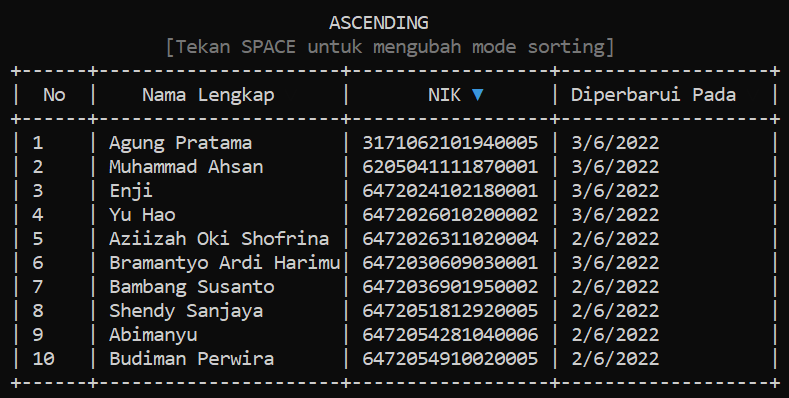 ASCENDING
[Tekan SPACE untuk mengubah mode sorting]
No | Nama Lengkap | NIK ▼ | Diperbarui Pada
1 | Agung Pratama | 3171062101940005 | 3/6/2022
2 | Muhammad Ahsan | 6205041111870001 | 3/6/2022
3 | Enji | 6472024102180001 | 3/6/2022
4 | Yu Hao | 6472026010200002 | 3/6/2022
5 | Aziizah Oki Shofrina | 6472026311020004 | 2/6/2022
6 | Bramantyo Ardi Harimu| 6472030609030001 | 3/6/2022
7 | Bambang Susanto | 6472036901950002 | 2/6/2022
8 | Shendy Sanjaya | 6472051812920005 | 2/6/2022
9 | Abimanyu | 6472054281040006 | 2/6/2022
10 | Budiman Perwira | 6472054910020005 | 2/6/2022